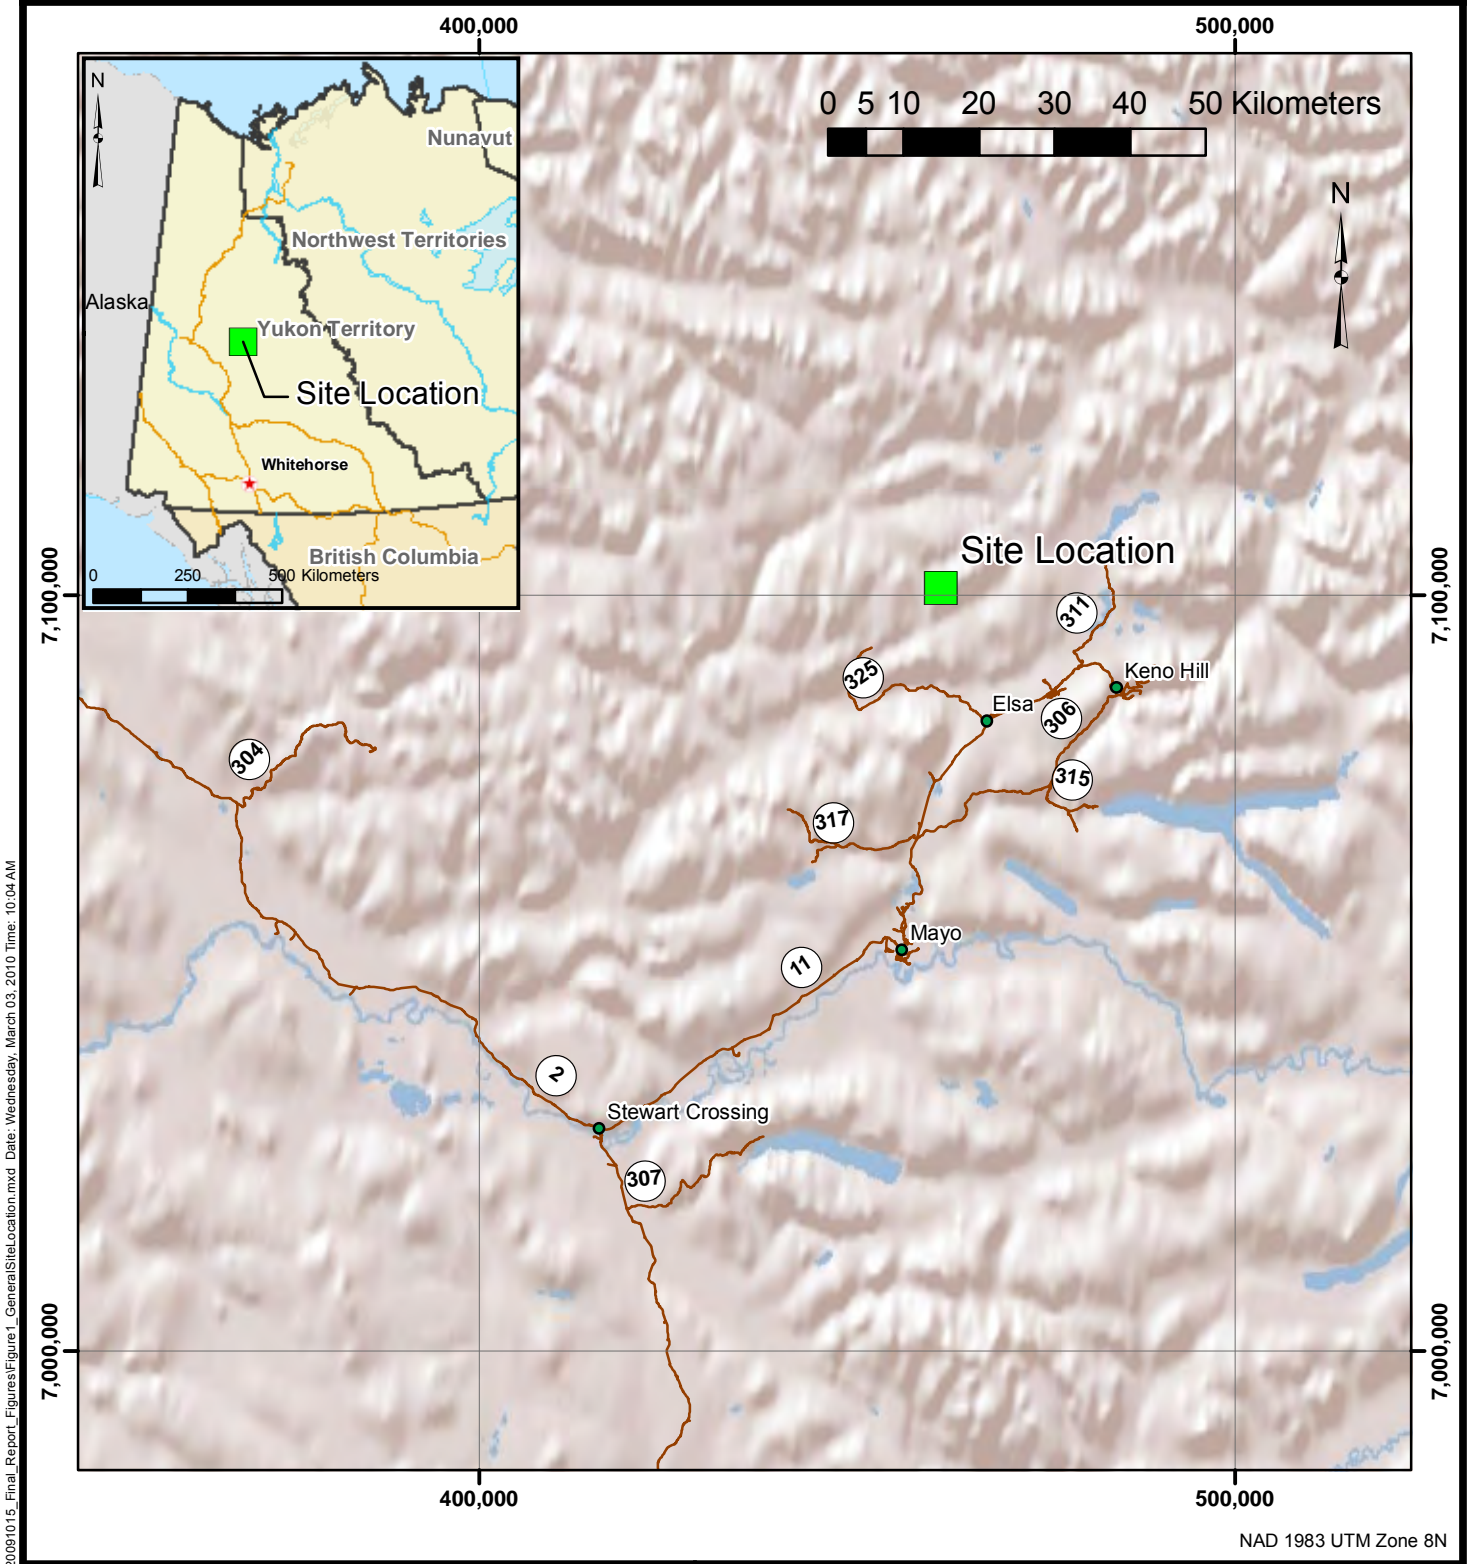 400,000
500,000
N
Nunavut
Northwest Territories
Alaska
Yukon Territory
Site Location
Whitehorse
British Columbia
0 250 500 Kilometers
0 5 10 20 30 40 50 Kilometers
N
Site Location
7,100,000
7,100,000
311
Keno Hill
325
Elsa
306
304
315
317
Mayo
11
2
Stewart Crossing
307
7,000,000
7,000,000
400,000
500,000
NAD 1983 UTM Zone 8N
20091015_Final_Report_Figures\Figure1_GeneralSiteLocation.mxd Date: Wednesday, March 03, 2010 Time: 10:04 AM